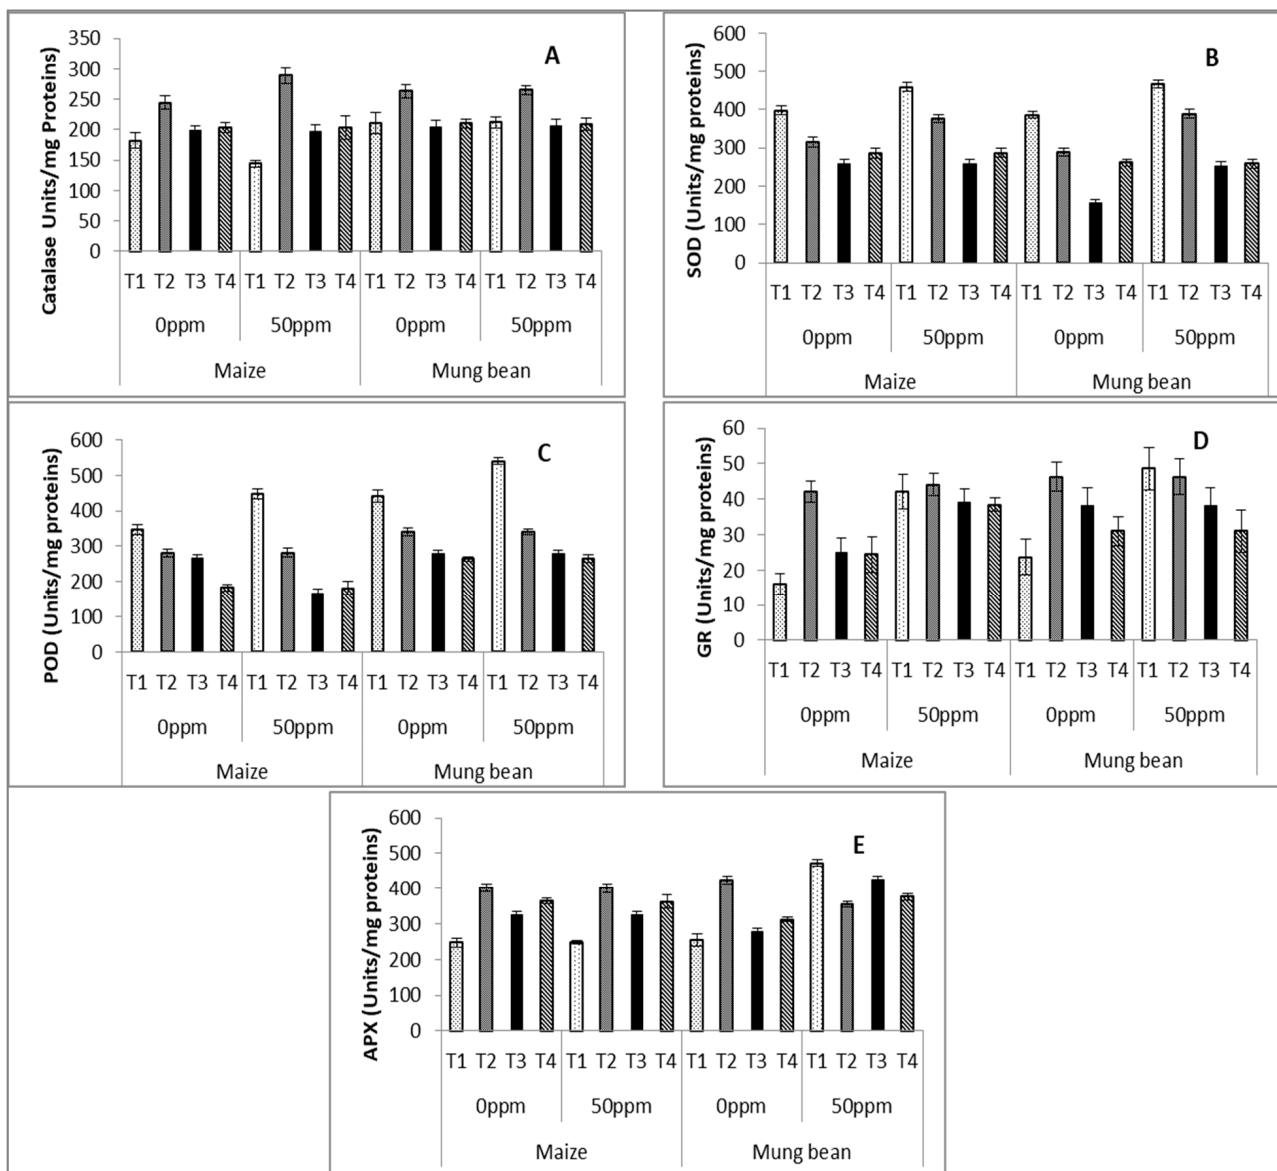 A
Catalase Units/mg Proteins)
350
300
250
200
150
100
50
0
T1 T2 T3 T4 T1 T2 T3 T4 T1 T2 T3 T4 T1 T2 T3 T4
0ppm 50ppm 0ppm 50ppm
Maize Mung bean
B
SOD (Units/mg proteins)
600
500
400
300
200
100
0
T1 T2 T3 T4 T1 T2 T3 T4 T1 T2 T3 T4 T1 T2 T3 T4
0ppm 50ppm 0ppm 50ppm
Maize Mung bean
C
POD (Units/mg proteins)
600
500
400
300
200
100
0
T1 T2 T3 T4 T1 T2 T3 T4 T1 T2 T3 T4 T1 T2 T3 T4
0ppm 50ppm 0ppm 50ppm
Maize Mung bean
D
GR (Units/mg proteins)
60
50
40
30
20
10
0
T1 T2 T3 T4 T1 T2 T3 T4 T1 T2 T3 T4 T1 T2 T3 T4
0ppm 50ppm 0ppm 50ppm
Maize Mung bean
E
APX (Units/mg proteins)
600
500
400
300
200
100
0
T1 T2 T3 T4 T1 T2 T3 T4 T1 T2 T3 T4 T1 T2 T3 T4
0ppm 50ppm 0ppm 50ppm
Maize Mung bean